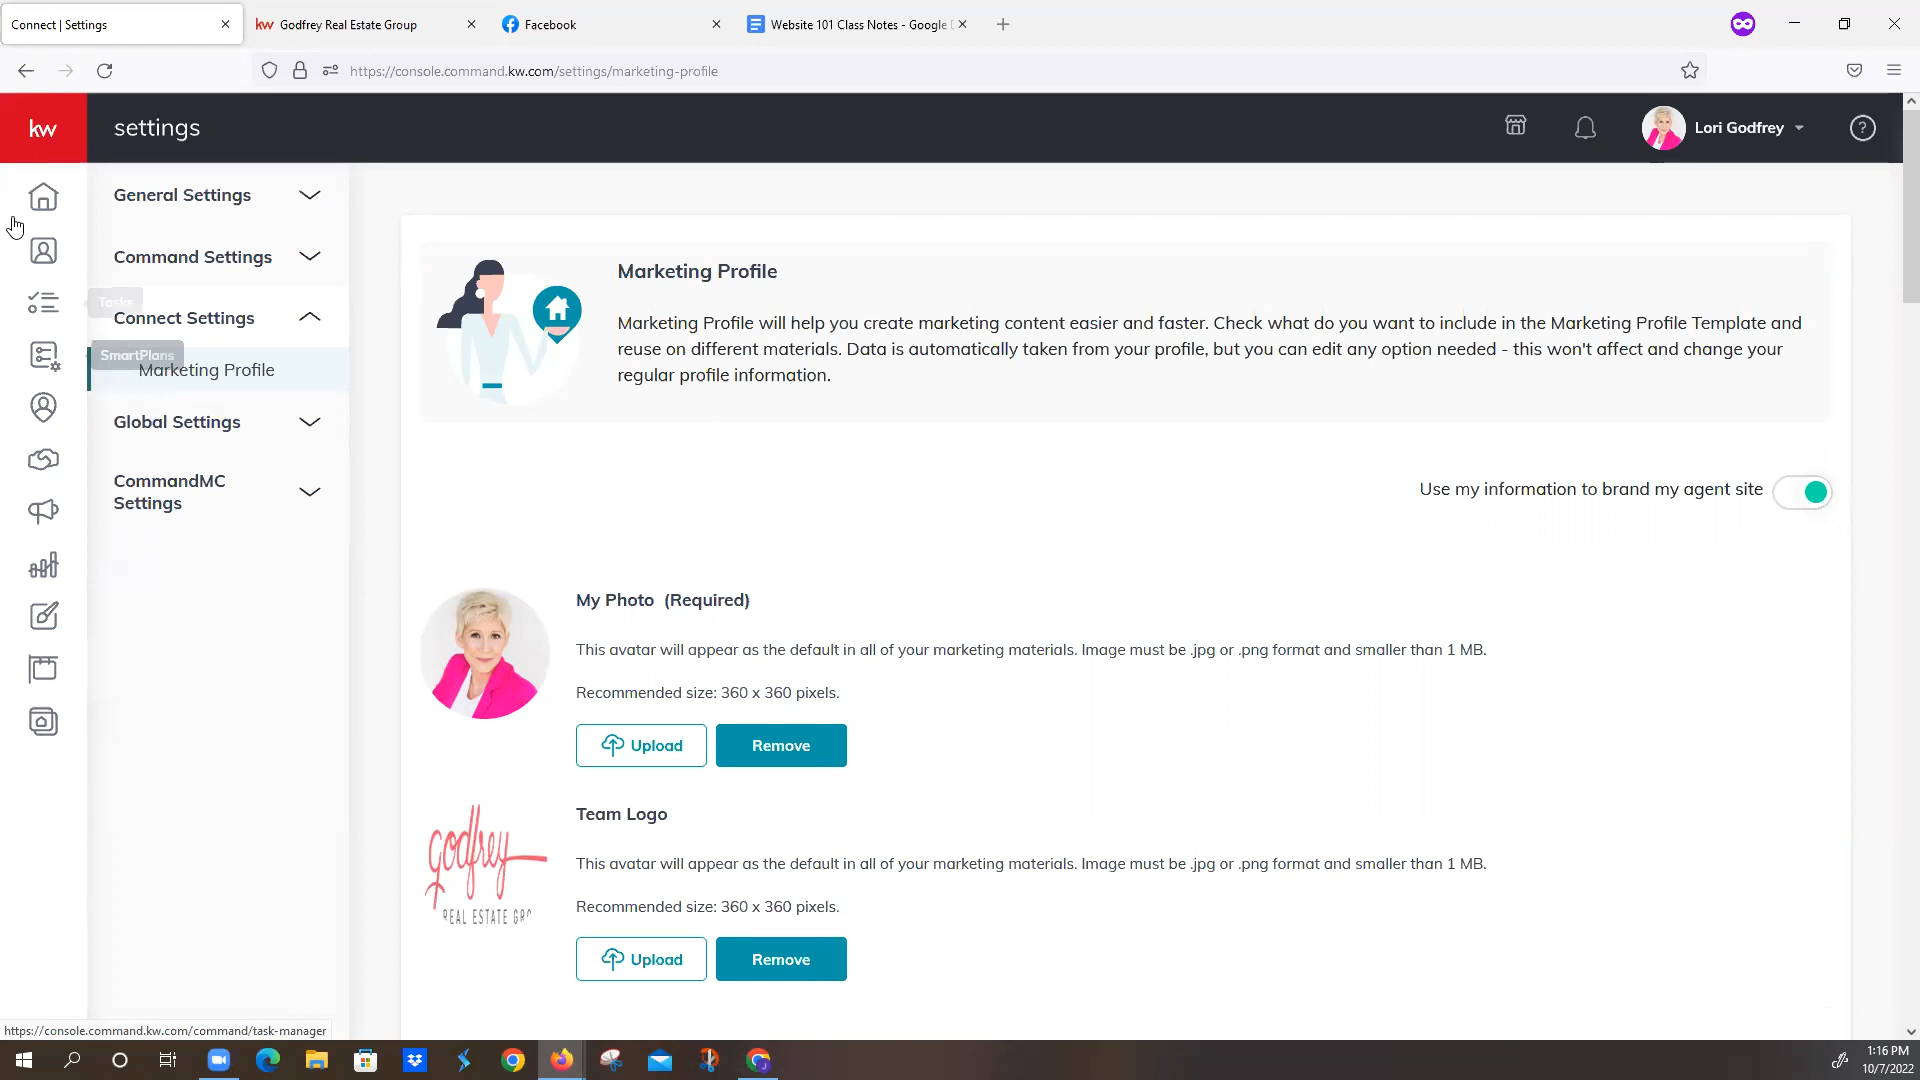 Connect | Settings
kw Godfrey Real Estate Group
Facebook
Website 101 Class Notes - Google
https://console.command.kw.com/settings/marketing-profile
kw
settings
Lori Godfrey
?
General Settings
Command Settings
Tasks
Connect Settings
SmartPlans
Marketing Profile
Global Settings
CommandMC
Settings
Marketing Profile
Marketing Profile will help you create marketing content easier and faster. Check what do you want to include in the Marketing Profile Template and
reuse on different materials. Data is automatically taken from your profile, but you can edit any option needed - this won't affect and change your
regular profile information.
Use my information to brand my agent site
My Photo (Required)
This avatar will appear as the default in all of your marketing materials. Image must be .jpg or .png format and smaller than 1 MB.
Recommended size: 360 x 360 pixels.
Upload
Remove
godfrey
REAL ESTATE GR
Team Logo
This avatar will appear as the default in all of your marketing materials. Image must be .jpg or .png format and smaller than 1 MB.
Recommended size: 360 x 360 pixels.
Upload
Remove
https://console.command.kw.com/command/task-manager
1:16 PM
10/7/2022